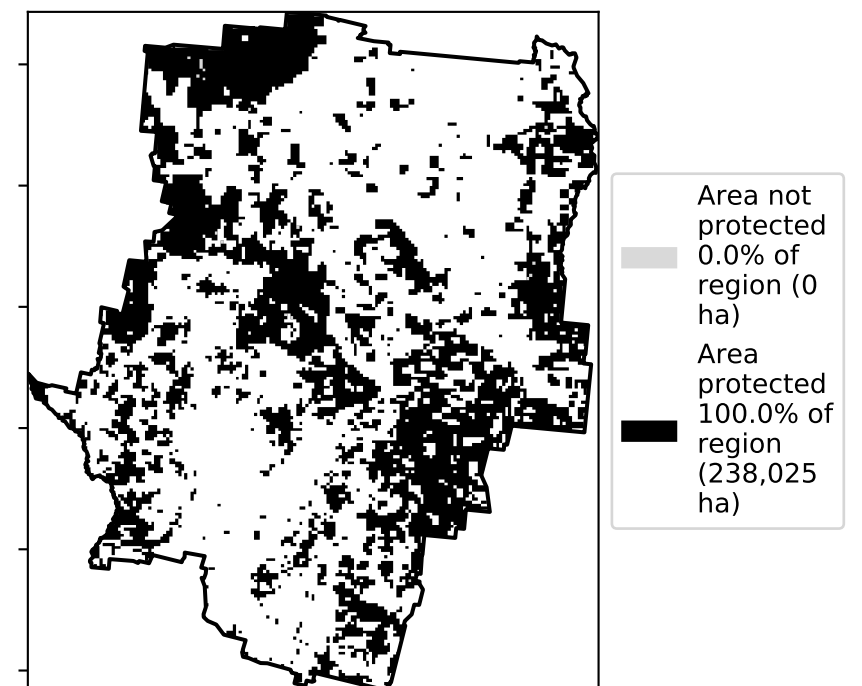 Area not
protected
0.0% of
region (0
ha)
Area
protected
100.0% of
region
(238,025
ha)